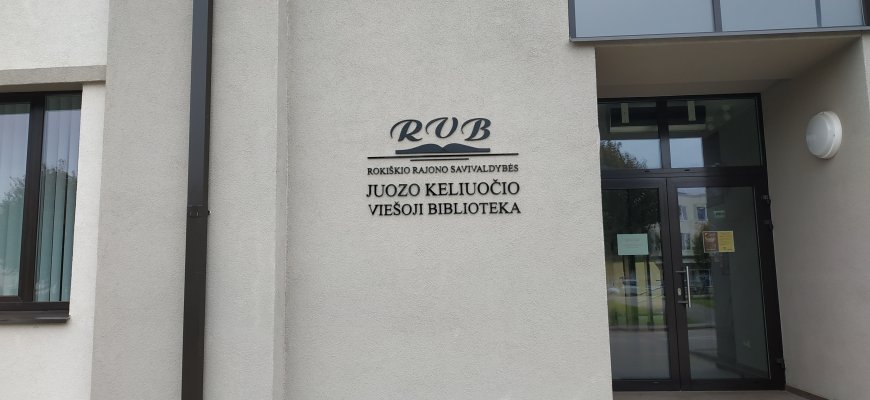 RVB
ROKIŠKIO RAJONO SAVIVALDYBĖS
JUOZO KELIUOČIO
VIEŠOJI BIBLIOTEKA